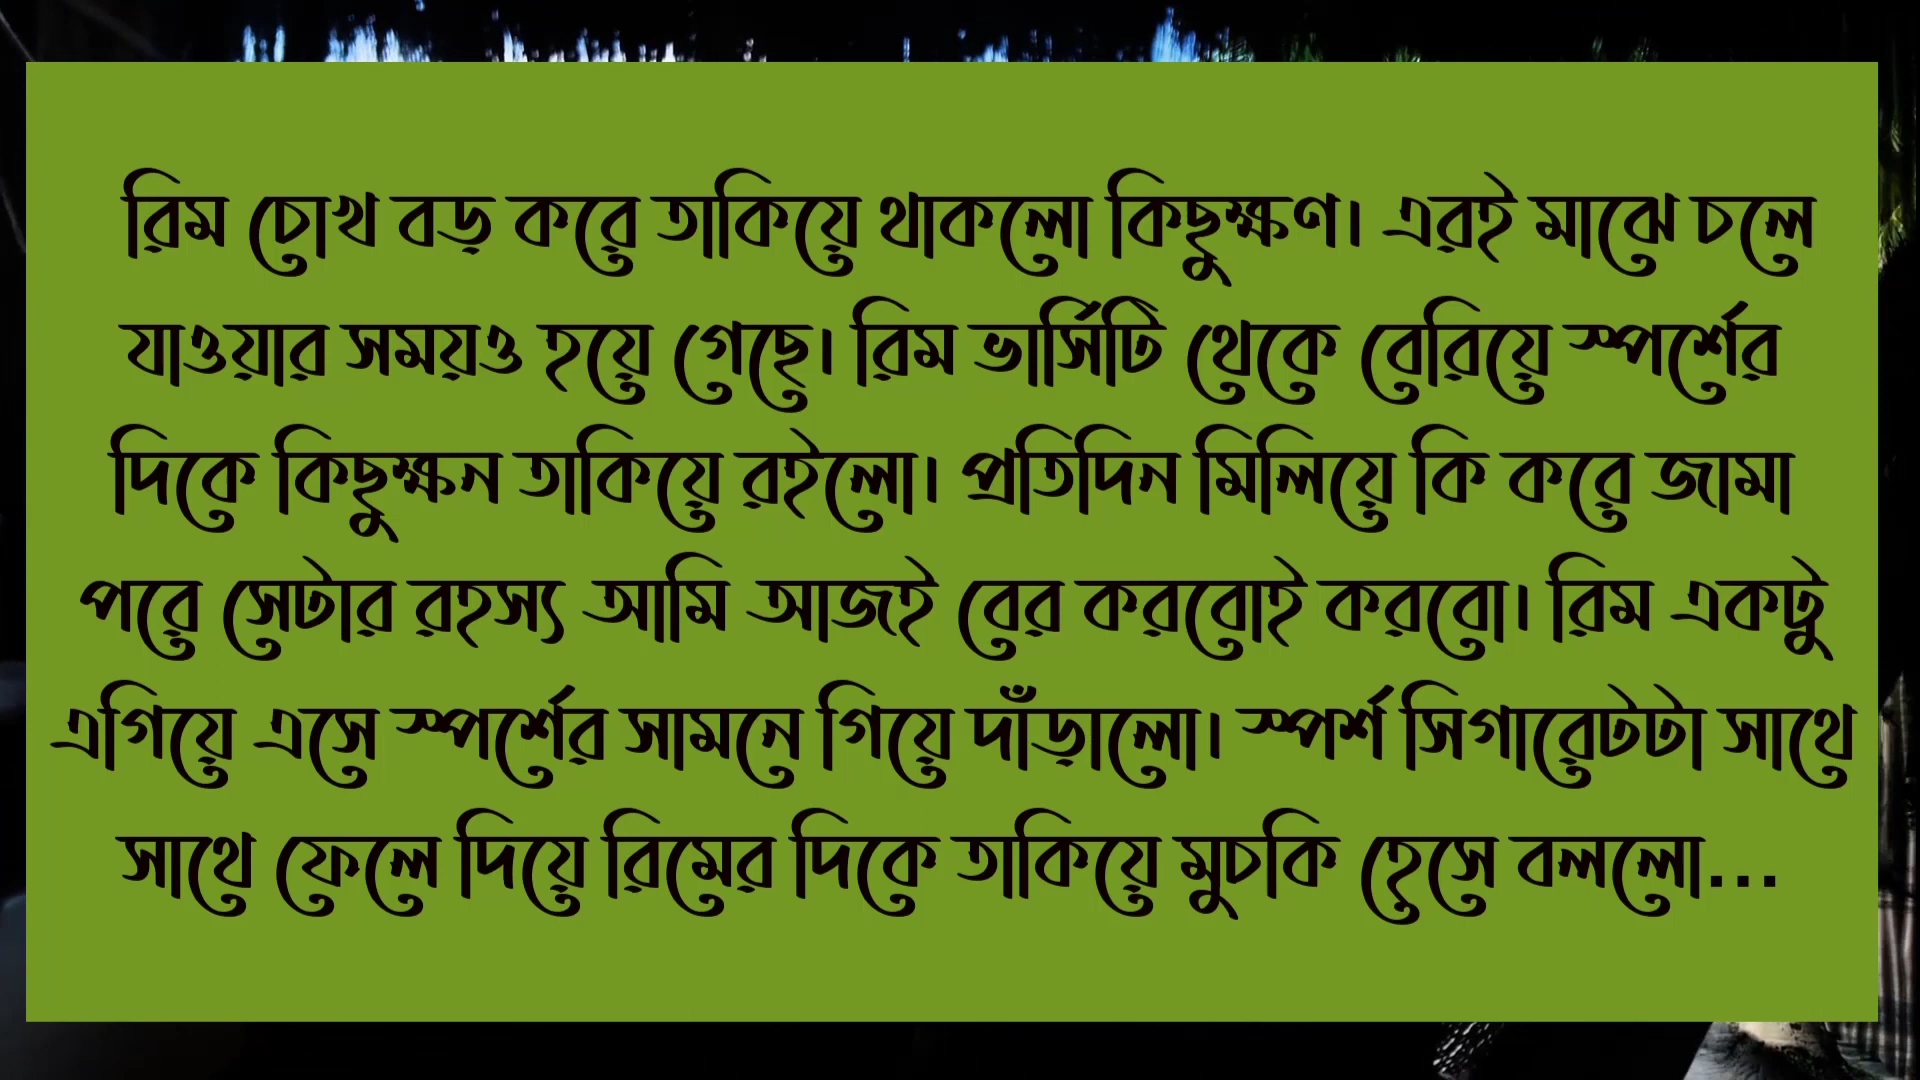 রিম চোখ বড় করে তাকিয়ে থাকলো কিছুক্ষণ। এরই মাঝে চলে
যাওয়ার সময়ও হয়ে গেছে। রিম ভার্সিটি থেকে বেরিয়ে স্পর্শের
দিকে কিছুক্ষন তাকিয়ে রইলো। প্রতিদিন মিলিয়ে কি করে জামা
পরে সেটার রহস্য আমি আজই বের করবোই করবো। রিম একটু
এগিয়ে এসে স্পর্শের সামনে গিয়ে দাঁড়ালো। স্পর্শ সিগারেটটা সাথে
সাথে ফেলে দিয়ে রিমের দিকে তাকিয়ে মুচকি হেসে বললো...